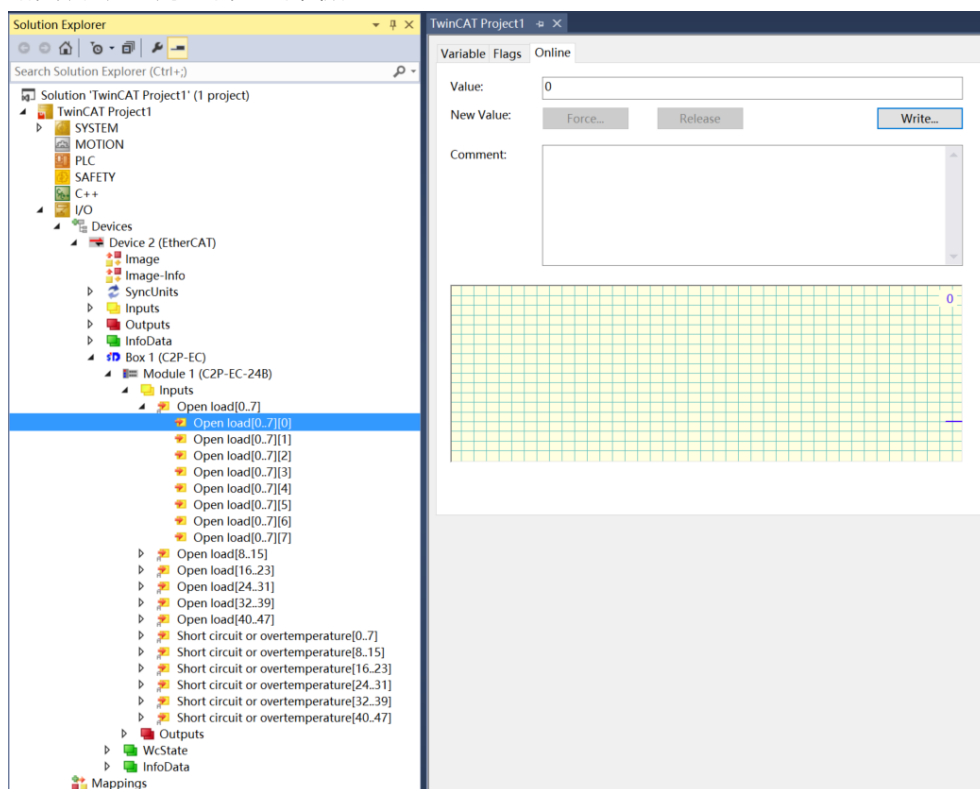 Solution Explorer
Search Solution Explorer (Ctrl+;)
Solution 'TwinCAT Project1' (1 project)
TwinCAT Project1
SYSTEM
MOTION
PLC
SAFETY
C++
I/O
Devices
Device 2 (EtherCAT)
Image
Image-Info
SyncUnits
Inputs
Outputs
InfoData
Box 1 (C2P-EC)
Module 1 (C2P-EC-24B)
Inputs
Open load[0..7]
Open load[0..7][0]
Open load[0..7][1]
Open load[0..7][2]
Open load[0..7][3]
Open load[0..7][4]
Open load[0..7][5]
Open load[0..7][6]
Open load[0..7][7]
Open load[8..15]
Open load[16..23]
Open load[24..31]
Open load[32..39]
Open load[40..47]
Short circuit or overtemperature[0..7]
Short circuit or overtemperature[8..15]
Short circuit or overtemperature[16..23]
Short circuit or overtemperature[24..31]
Short circuit or overtemperature[32..39]
Short circuit or overtemperature[40..47]
Outputs
WcState
InfoData
Mappings
TwinCAT Project1
Variable Flags Online
Value: 0
New Value: Force... Release Write...
Comment:
0